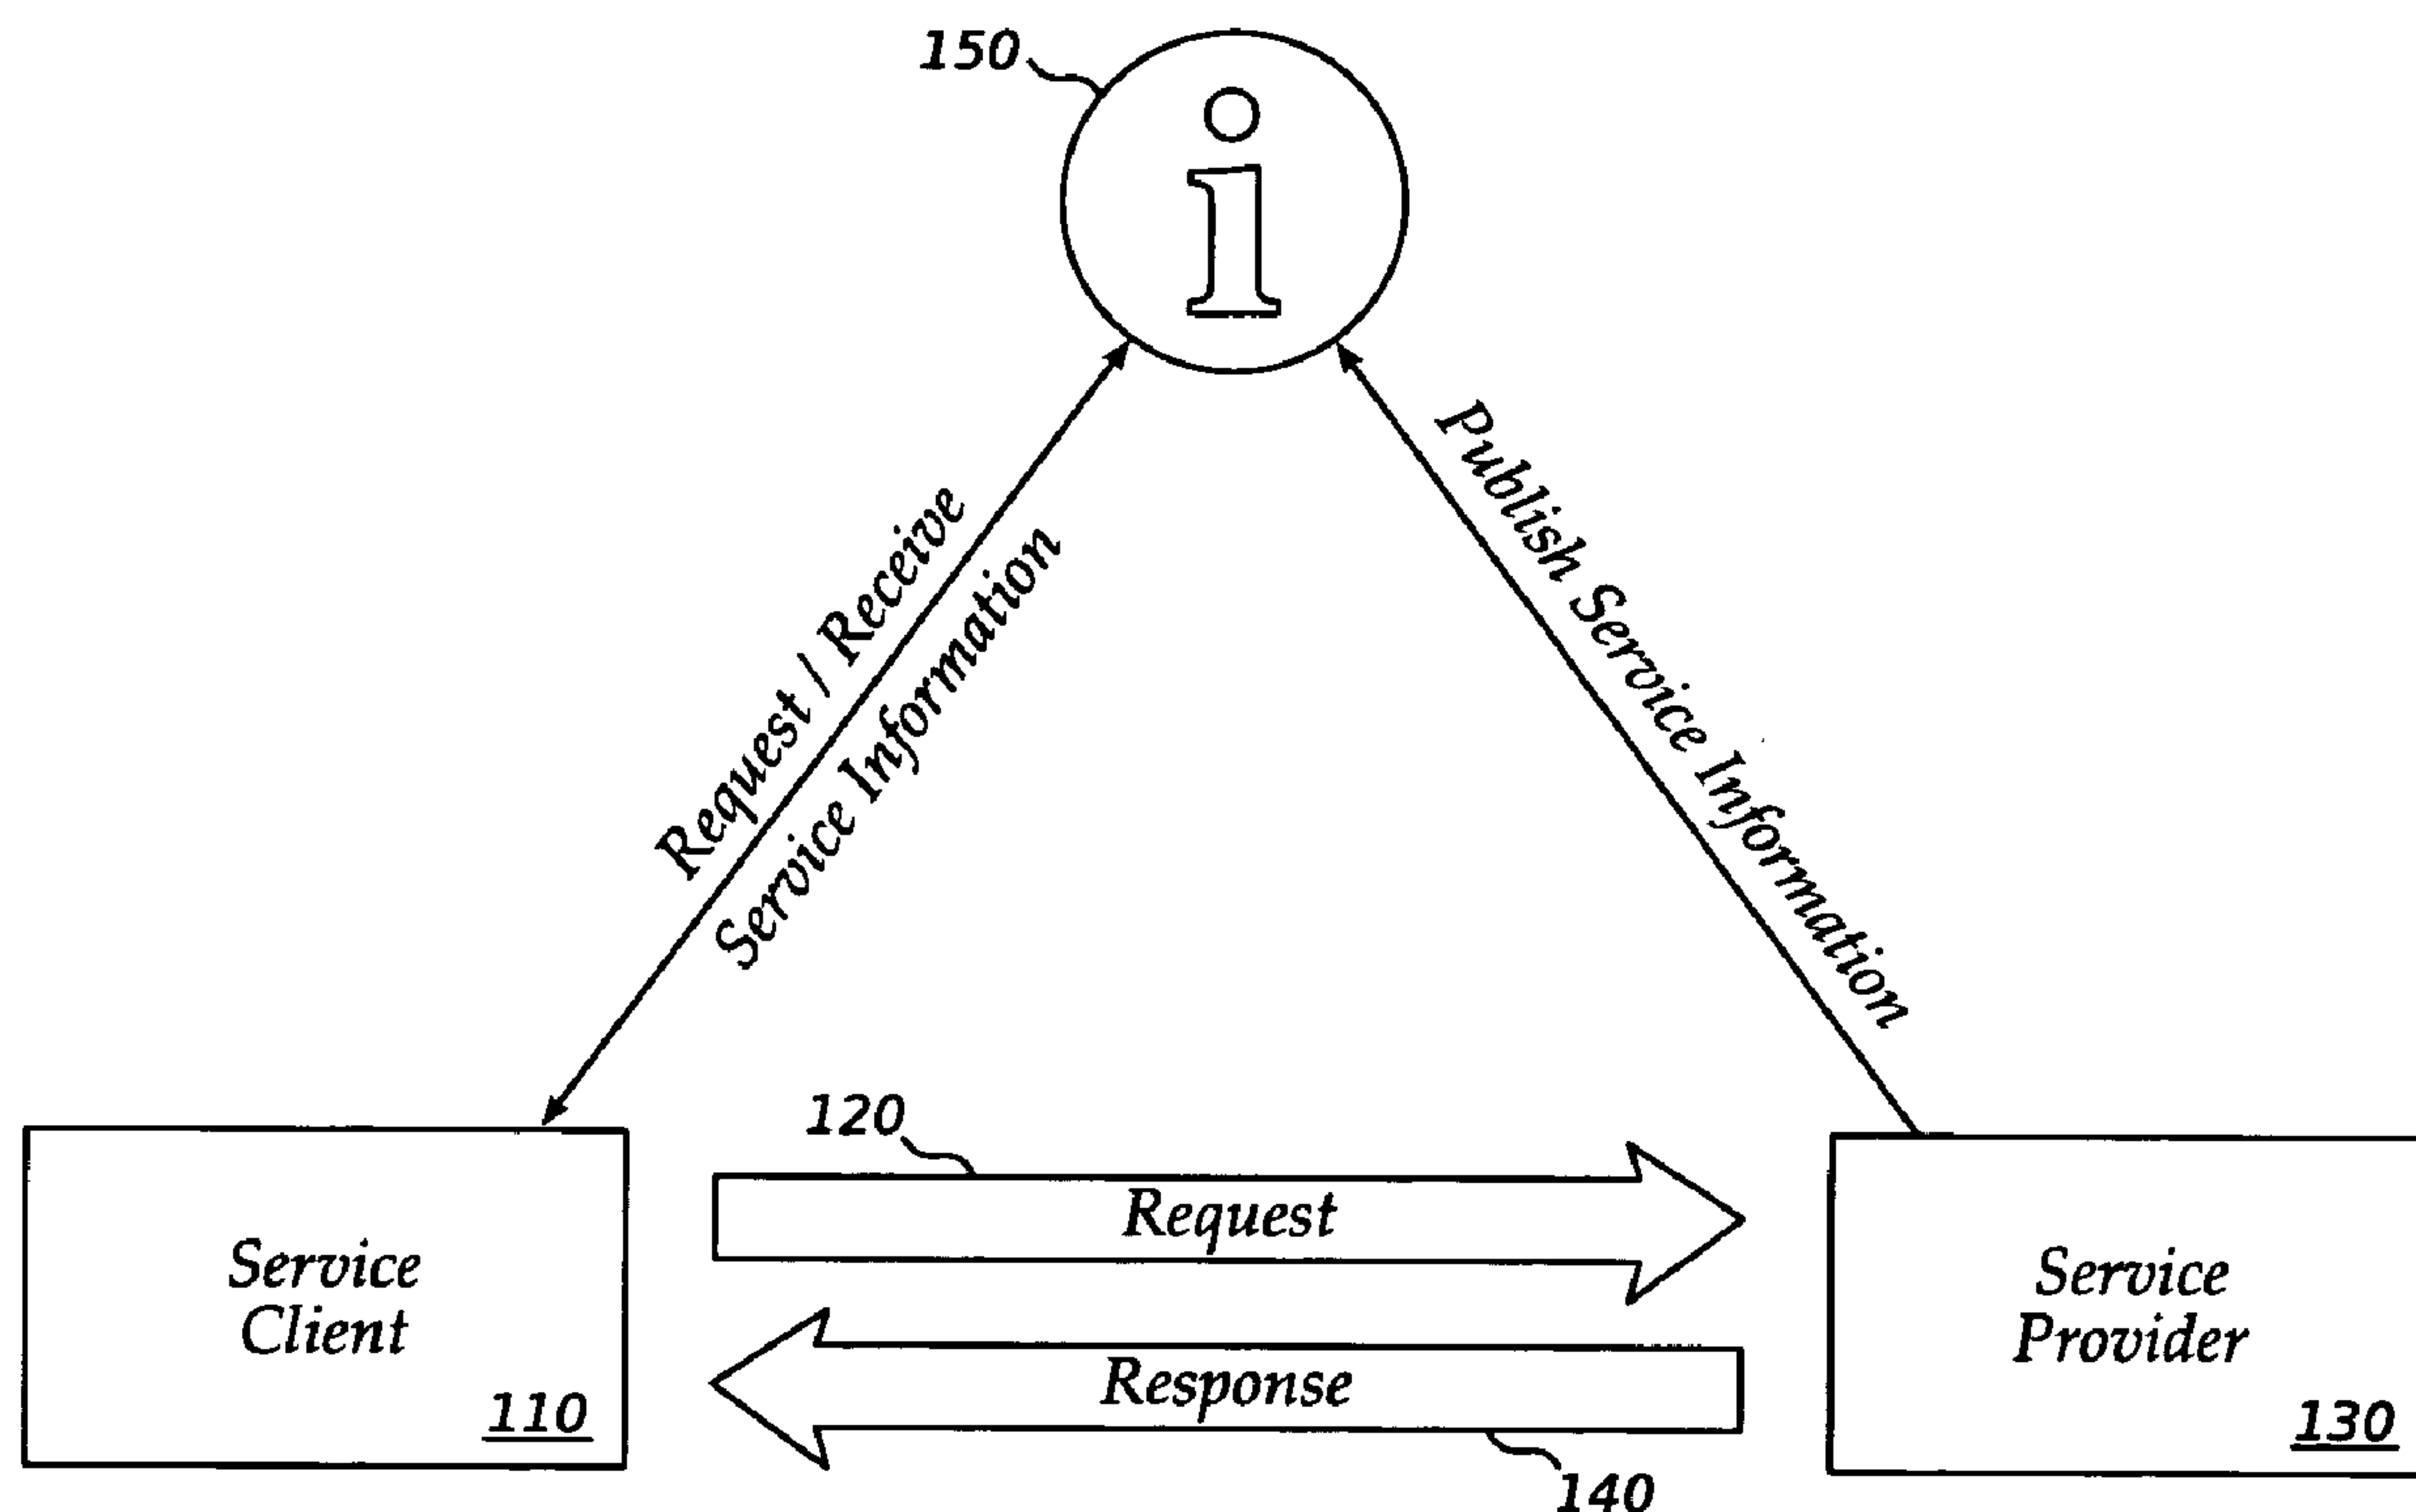 150
i
Request / Receive
Service Information
Publish Service Information
120
Request
Service
Client
110
Response
140
Service
Provider
130